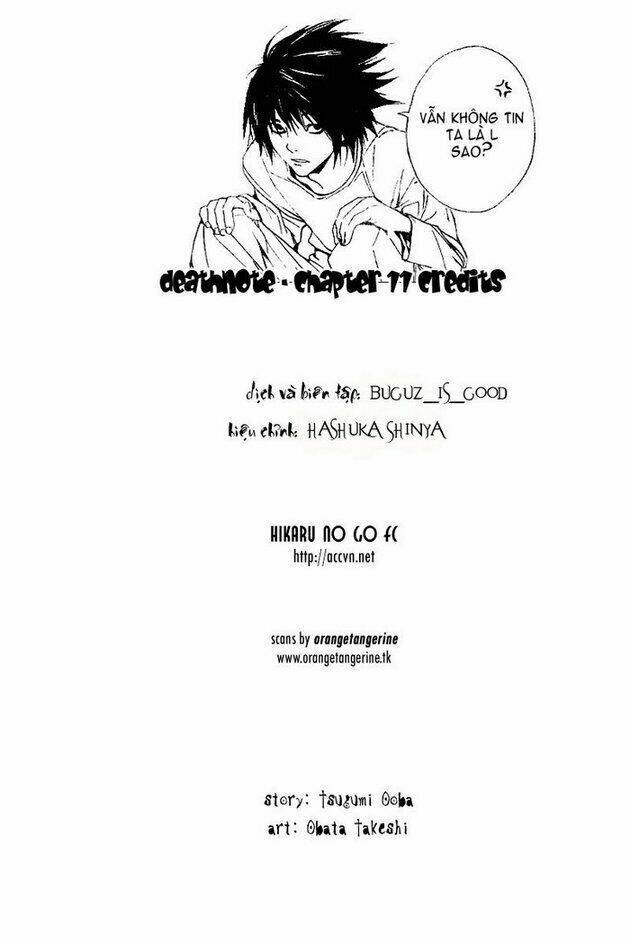 VẪN KHÔNG TIN
TA LÀ L
SAO?
deathnote · chapter 11 credits
dịch và biên tập: BUGUZ_IS_GOOD
hiệu chỉnh: HASHUKA SHINYA
HIKARU NO GO FC
http://accvn.net
scans by orangetangerine
www.orangetangerine.tk
story: Tsugumi Ooba
art: Obata Takeshi